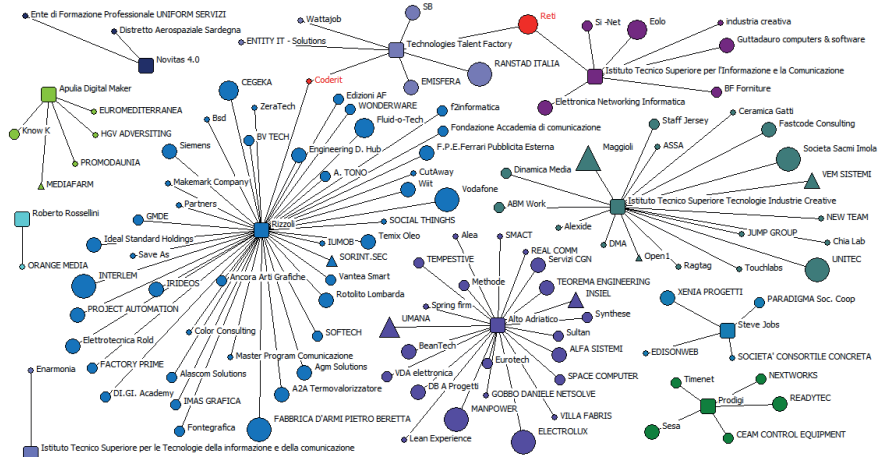 Ente di Formazione Professionale UNIFORM SERVIZI
Distretto Aerospaziale Sardegna
Novitas 4.0
Wattajob
SB
ENTITY IT - Solutions
Technologies Talent Factory
Coderit
EMISFERA
RANSTAD ITALIA
Reti
Si -Net
Eolo
industria creativa
Guttadauro computers & software
Istituto Tecnico Superiore per l'Informazione e la Comunicazione
BF Forniture
Elettronica Networking Informatica
Apulia Digital Maker
EUROMEDITERRANEA
Know K
HGV ADVERSITING
PROMODAUNIA
MEDIAFARM
CEGEKA
ZeraTech
Edizioni AF
WONDERWARE
f2informatica
Bsd
Fluid-o-Tech
Fondazione Accademia di comunicazione
BV TECH
Engineering D. Hub
F.P.E.Ferrari Pubblicita Esterna
Siemens
A. TONO
CutAway
Wiit
Makemark Company
Vodafone
Partners
GMDE
Rizzoli
SOCIAL THINGHS
Ideal Standard Holdings
IUMOB
Temix Oleo
Save As
SORINT.SEC
INTERLEM
IRIDEOS
Ancora Arti Grafiche
Vantea Smart
Rotolito Lombarda
PROJECT AUTOMATION
Color Consulting
SOFTECH
Elettrotecnica Rold
Master Program Comunicazione
FACTORY PRIME
Alascom Solutions
Agm Solutions
DI.GI. Academy
IMAS GRAFICA
A2A Termovalorizzatore
Fontegrafica
FABBRICA D'ARMI PIETRO BERETTA
Roberto Rossellini
ORANGE MEDIA
Enarmonia
Istituto Tecnico Superiore per le Tecnologie della informazione e della comunicazione
Ceramica Gatti
Staff Jersey
Fastcode Consulting
Maggioli
ASSA
Societa Sacmi Imola
Dinamica Media
VEM SISTEMI
ABM Work
Istituto Tecnico Superiore Tecnologie Industrie Creative
NEW TEAM
Alexide
JUMP GROUP
DMA
Chia Lab
Open1
Ragtag
Touchlabs
UNITEC
Alea
SMACT
REAL COMM
TEMPESTIVE
Servizi CGN
Methode
TEOREMA ENGINEERING
INSIEL
Spring firm
Synthese
UMANA
Alto Adriatico
Sultan
BeanTech
ALFA SISTEMI
Eurotech
VDA elettronica
SPACE COMPUTER
DB A Progetti
GOBBO DANIELE NETSOLVE
MANPOWER
VILLA FABRIS
Lean Experience
ELECTROLUX
XENIA PROGETTI
PARADIGMA Soc. Coop
Steve Jobs
EDISONWEB
SOCIETA' CONSORTILE CONCRETA
Timenet
NEXTWORKS
Prodigi
READYTEC
Sesa
CEAM CONTROL EQUIPMENT